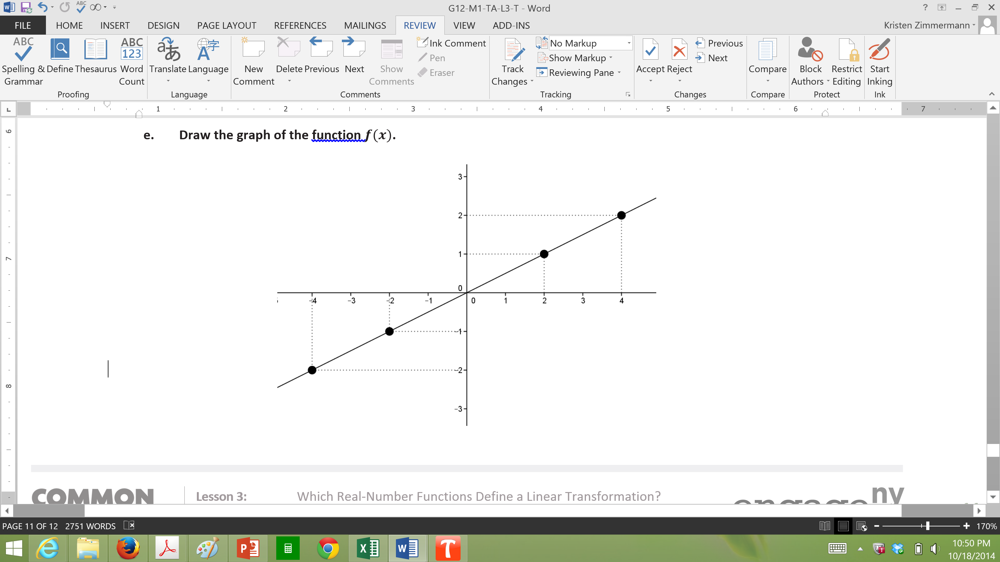 ABC
G12-M1-TA-L3-T - Word
?
FILE HOME INSERT DESIGN PAGE LAYOUT REFERENCES MAILINGS REVIEW VIEW ADD-INS
Kristen Zimmermann
ABC
Spelling & Grammar
Define
Thesaurus
ABC
123
Word Count
Proofing
Translate
Language
Language
New Comment
Delete
Previous
Next
Show Comments
Ink Comment
Pen
Eraser
Comments
Track Changes
No Markup
Show Markup
Reviewing Pane
Tracking
Accept
Reject
Previous
Next
Changes
Compare
Compare
Block Authors
Restrict Editing
Protect
Start Inking
Ink
L
1 2 3 4 5 6 7
6
7
8
e. Draw the graph of the function f(x).
3
2
1
0
-4 -3 -2 -1 0 1 2 3 4
-1
-2
-3
COMMON
Lesson 3: Which Real-Number Functions Define a Linear Transformation?
engage ny
PAGE 11 OF 12 2751 WORDS
170%
10:50 PM
10/18/2014